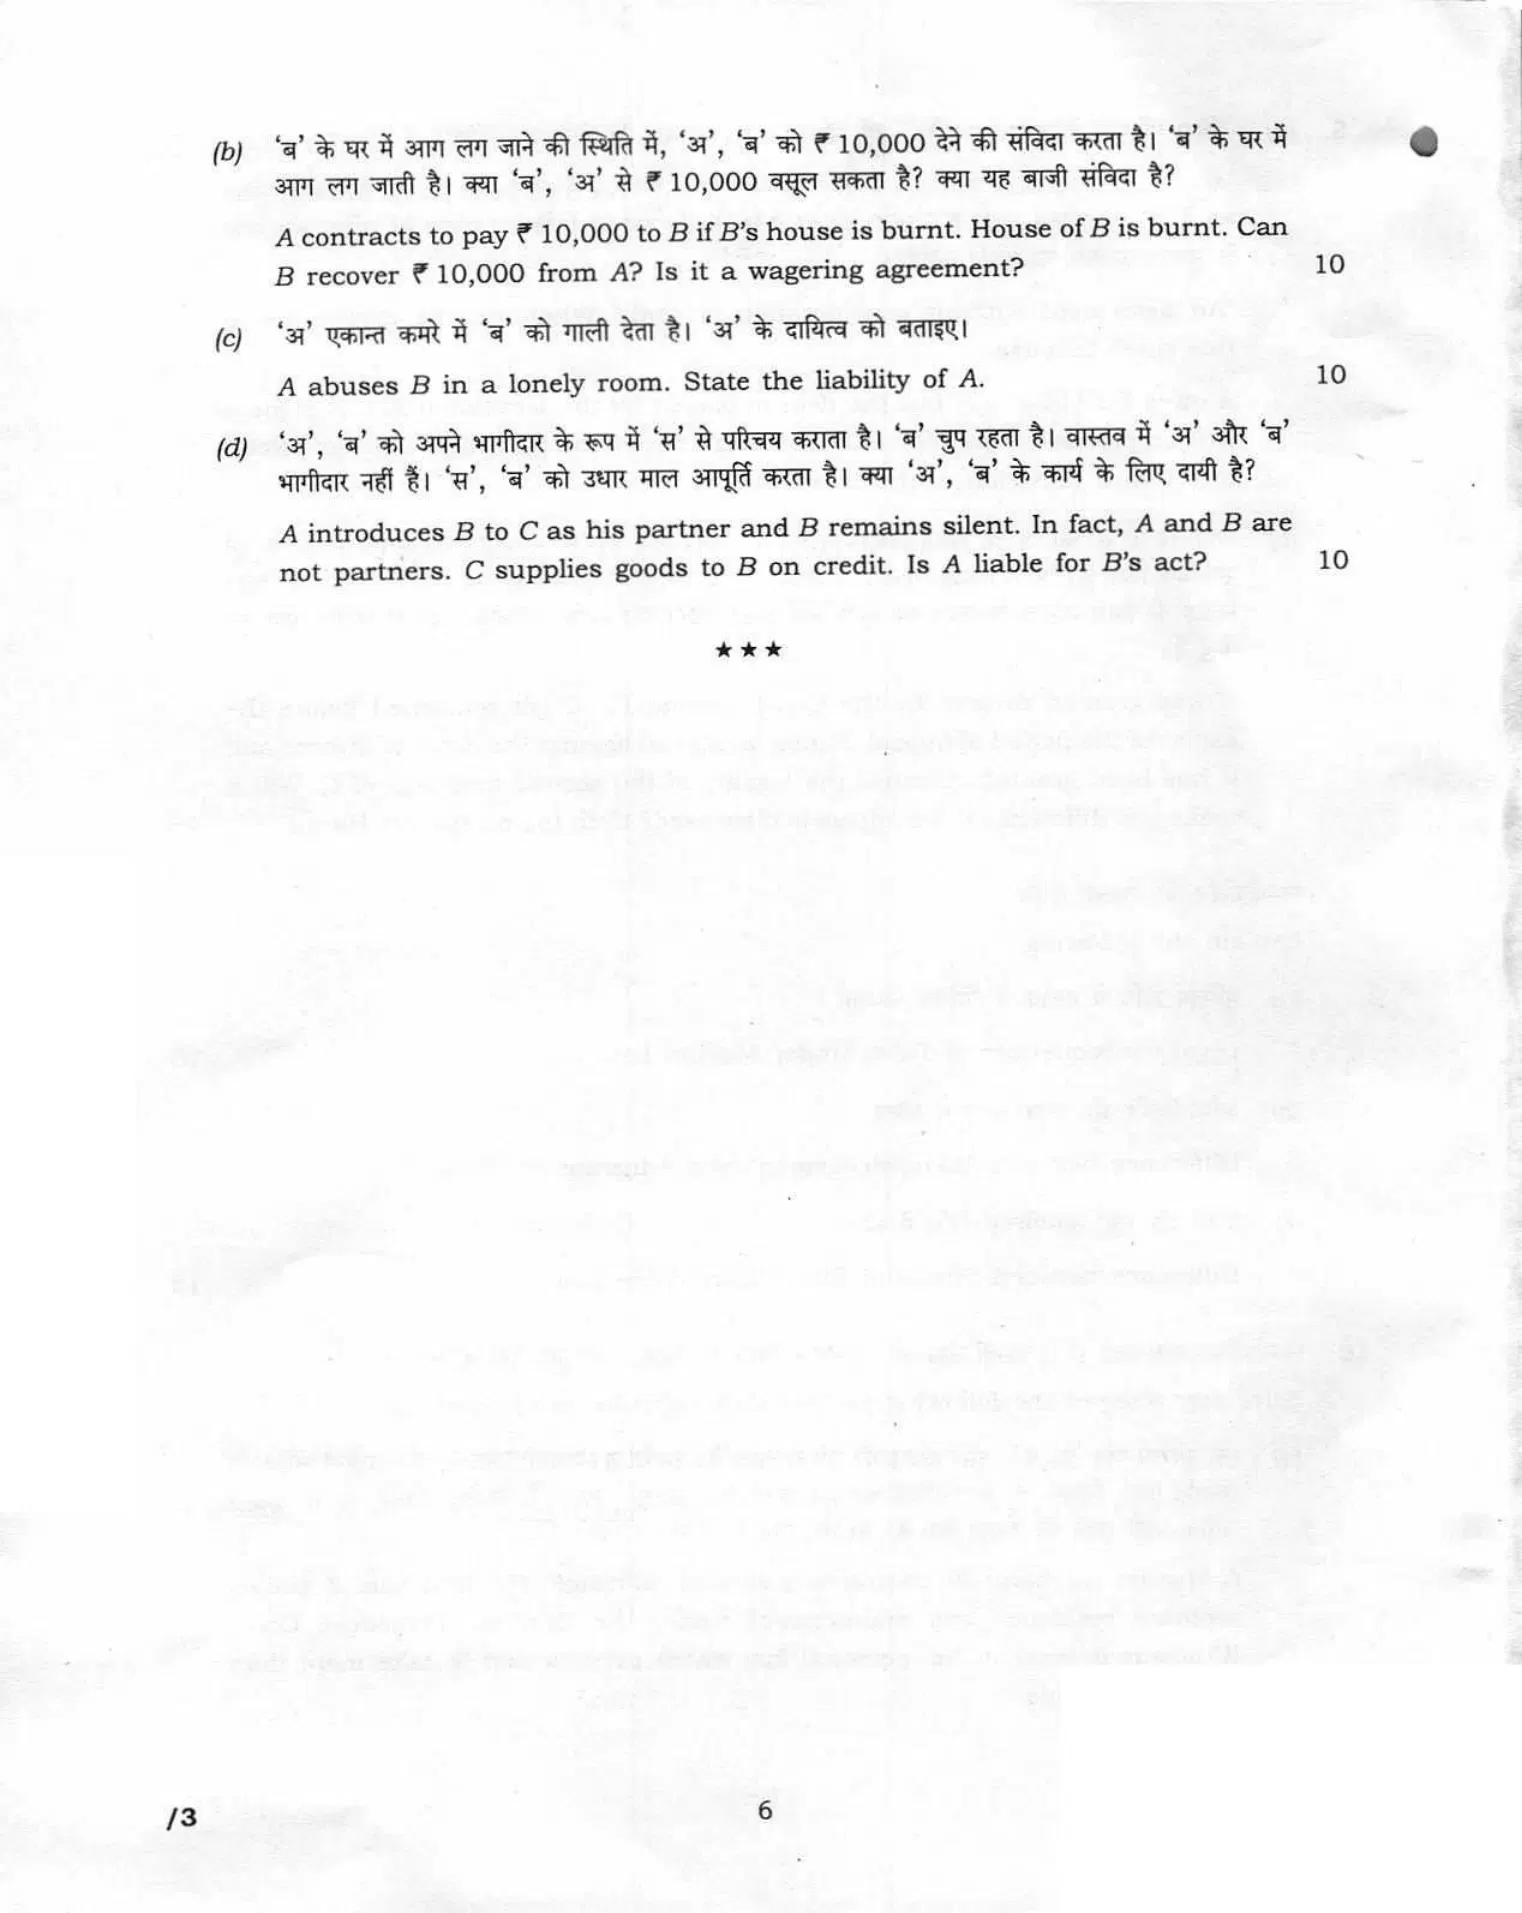 (b) ‘ब’ के घर में आग लग जाने की स्थिति में, ‘अ’, ‘ब’ को ₹ 10,000 देने की संविदा करता है। ‘ब’ के घर में
आग लग जाती है। क्या ‘ब’, ‘अ’ से ₹ 10,000 वसूल सकता है? क्या यह बाजी संविदा है?
A contracts to pay ₹ 10,000 to B if B’s house is burnt. House of B is burnt. Can
B recover ₹ 10,000 from A? Is it a wagering agreement? 10
(c) ‘अ’ एकान्त कमरे में ‘ब’ को गाली देता है। ‘अ’ के दायित्व को बताइए।
A abuses B in a lonely room. State the liability of A. 10
(d) ‘अ’, ‘ब’ को अपने भागीदार के रूप में ‘स’ से परिचय कराता है। ‘ब’ चुप रहता है। वास्तव में ‘अ’ और ‘ब’
भागीदार नहीं हैं। ‘स’, ‘ब’ को उधार माल आपूर्ति करता है। क्या ‘अ’, ‘ब’ के कार्य के लिए दायी है?
A introduces B to C as his partner and B remains silent. In fact, A and B are
not partners. C supplies goods to B on credit. Is A liable for B’s act? 10
★★★
/3 6